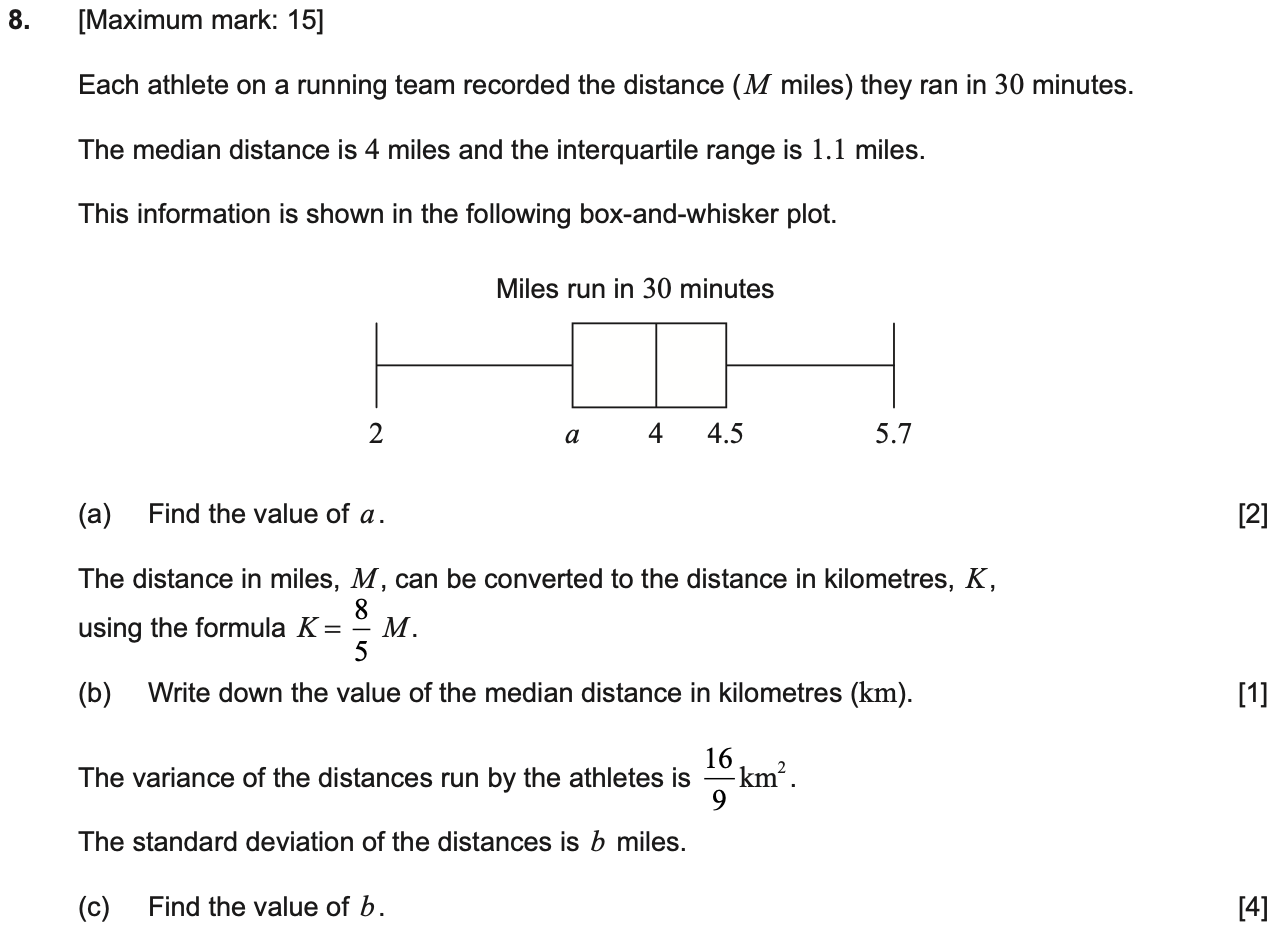 8. [Maximum mark: 15]
Each athlete on a running team recorded the distance (M miles) they ran in 30 minutes.
The median distance is 4 miles and the interquartile range is 1.1 miles.
This information is shown in the following box-and-whisker plot.
Miles run in 30 minutes
2 a 4 4.5 5.7
(a) Find the value of a. [2]
The distance in miles, M, can be converted to the distance in kilometres, K,
using the formula K = 8/5 M.
(b) Write down the value of the median distance in kilometres (km). [1]
The variance of the distances run by the athletes is 16/9 km².
The standard deviation of the distances is b miles.
(c) Find the value of b. [4]